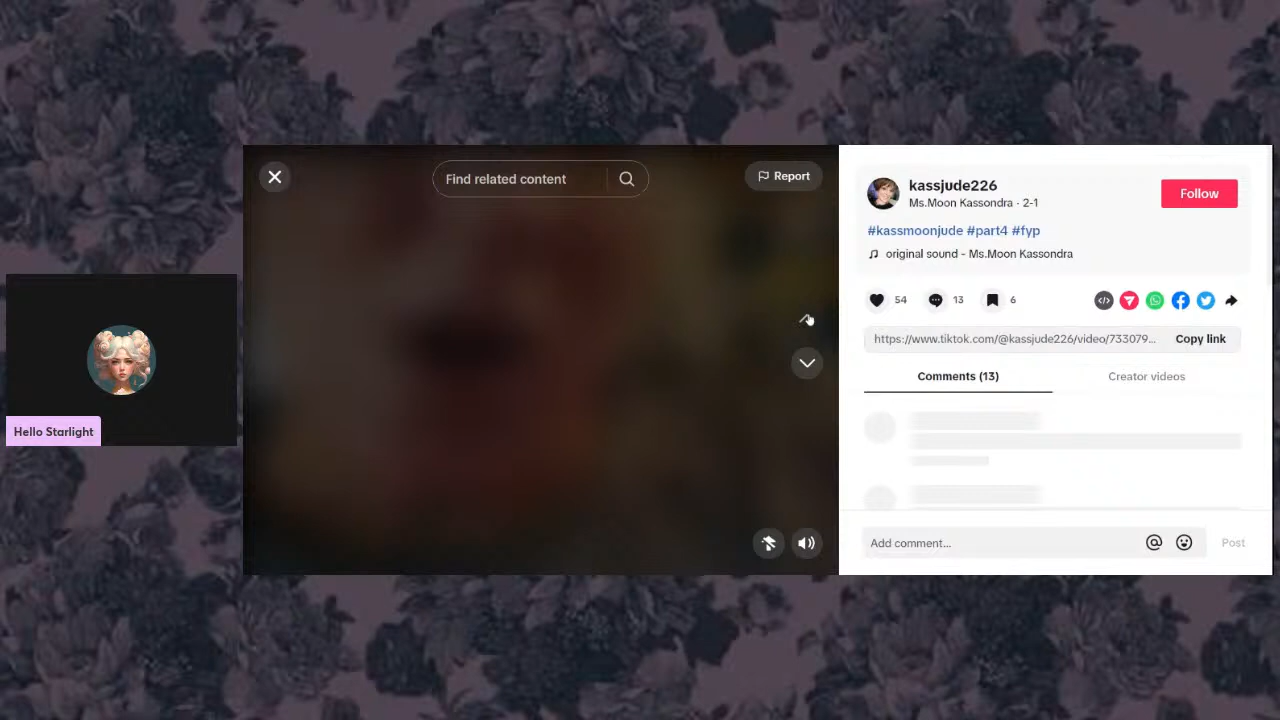 Find related content
Report
kassjude226
Ms.Moon Kassondra · 2-1
Follow
#kassmoonjude #part4 #fyp
original sound - Ms.Moon Kassondra
54
13
6
https://www.tiktok.com/@kassjude226/video/733079...
Copy link
Comments (13)
Creator videos
Hello Starlight
Add comment...
Post